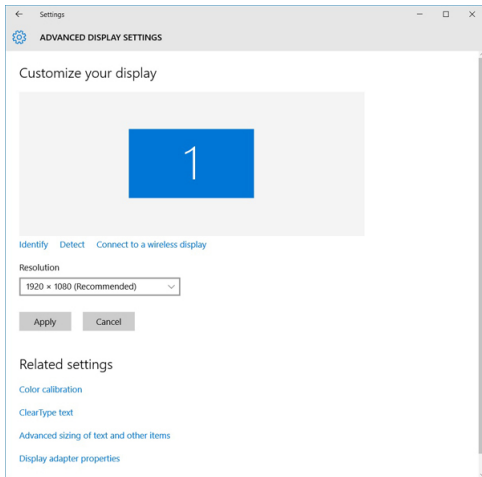 Settings
ADVANCED DISPLAY SETTINGS
Customize your display
1
Identify Detect Connect to a wireless display
Resolution
1920 × 1080 (Recommended)
Apply Cancel
Related settings
Color calibration
ClearType text
Advanced sizing of text and other items
Display adapter properties